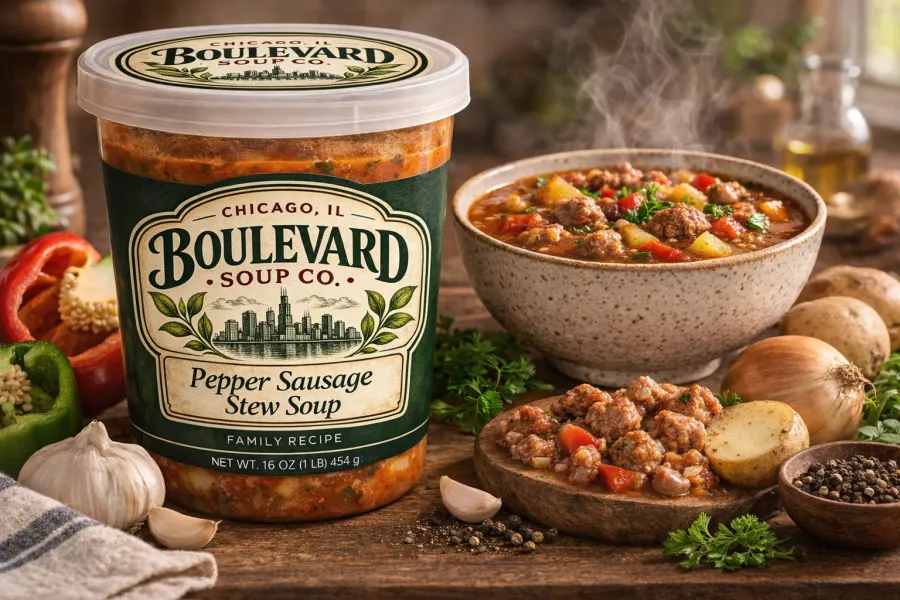 CHICAGO, IL
BOULEVARD
SOUP CO.
CHICAGO, IL
BOULEVARD
• SOUP CO. •
Pepper Sausage
Stew Soup
FAMILY RECIPE
NET WT. 16 OZ (1 LB) 454 g